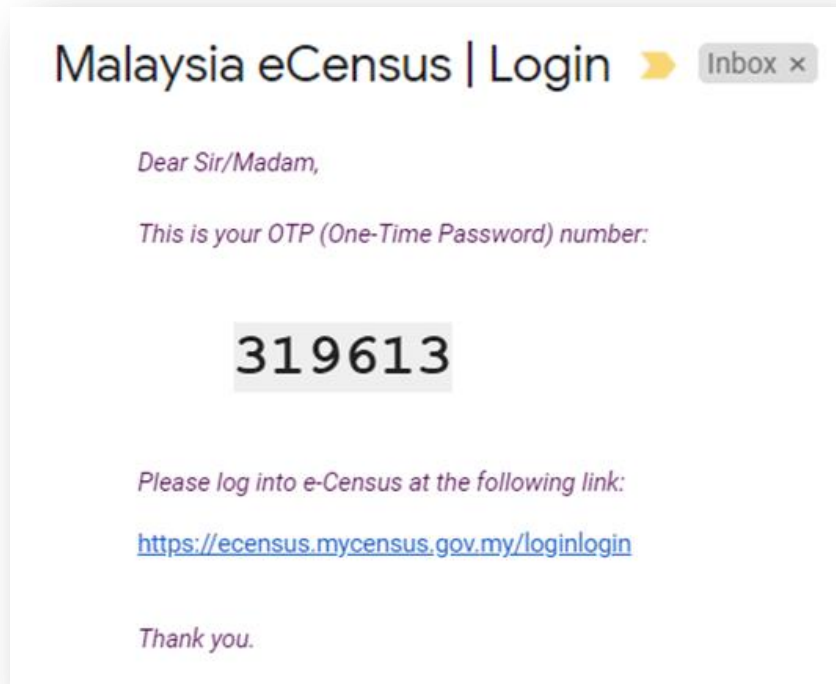 Malaysia eCensus | Login Inbox ×
Dear Sir/Madam,
This is your OTP (One-Time Password) number:
319613
Please log into e-Census at the following link:
https://ecensus.mycensus.gov.my/loginlogin
Thank you.